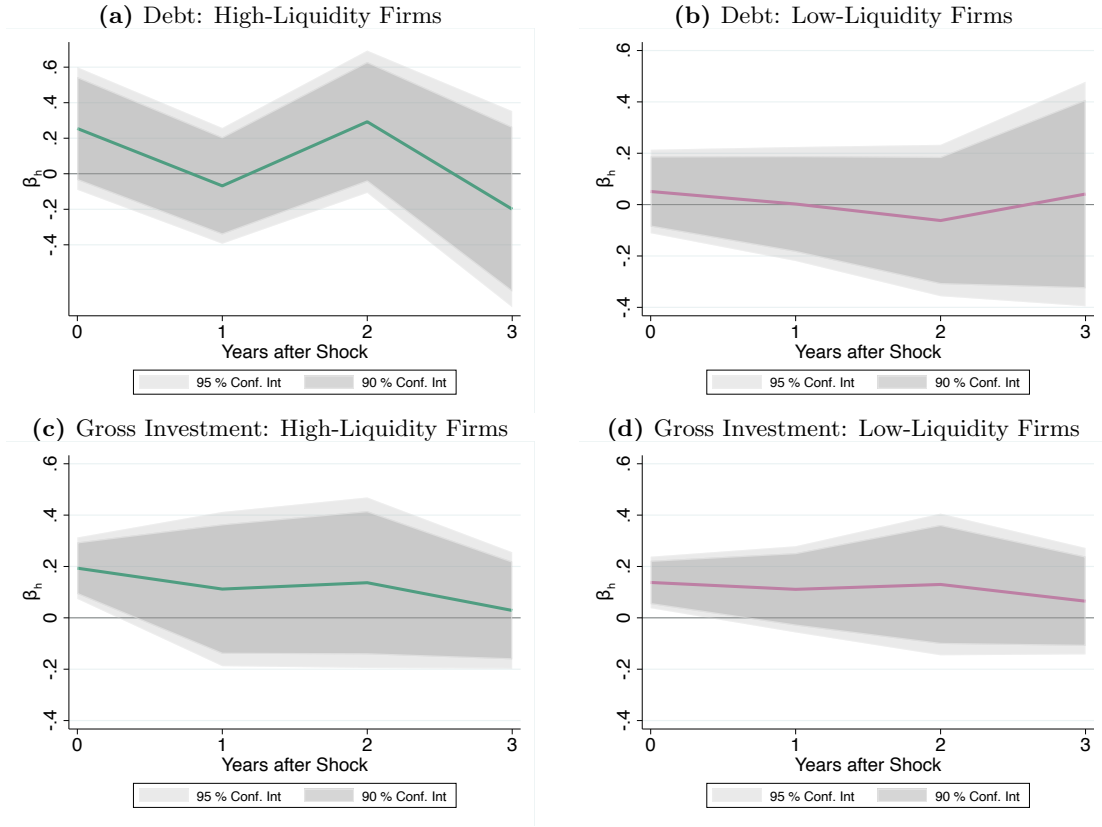 (a) Debt: High-Liquidity Firms
.6
.4
.2
0
-.2
-.4
βh
0 1 2 3
Years after Shock
95 % Conf. Int 90 % Conf. Int
(b) Debt: Low-Liquidity Firms
.6
.4
.2
0
-.2
-.4
βh
0 1 2 3
Years after Shock
95 % Conf. Int 90 % Conf. Int
(c) Gross Investment: High-Liquidity Firms
.6
.4
.2
0
-.2
-.4
βh
0 1 2 3
Years after Shock
95 % Conf. Int 90 % Conf. Int
(d) Gross Investment: Low-Liquidity Firms
.6
.4
.2
0
-.2
-.4
βh
0 1 2 3
Years after Shock
95 % Conf. Int 90 % Conf. Int